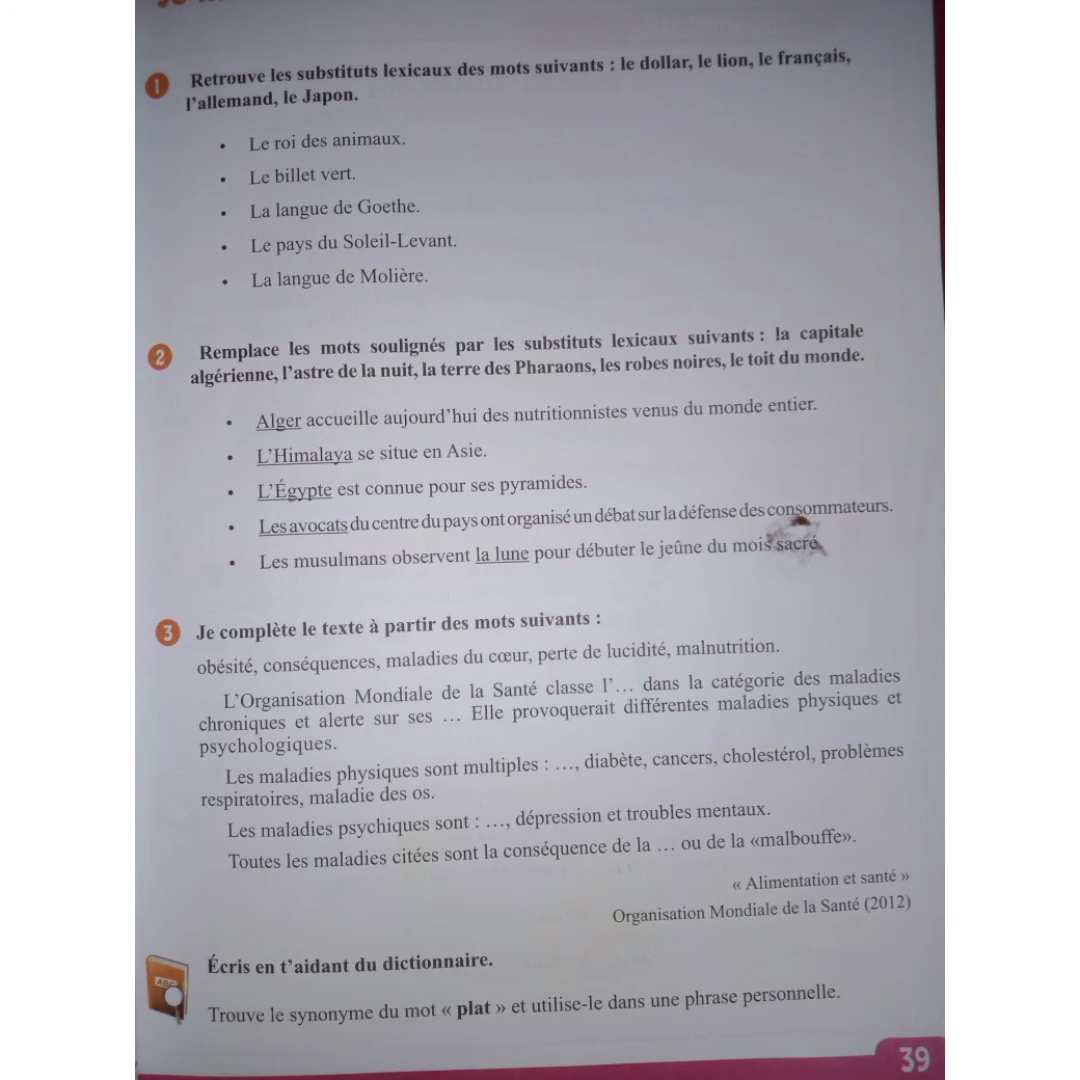 1 Retrouve les substituts lexicaux des mots suivants : le dollar, le lion, le français,
l'allemand, le Japon.
• Le roi des animaux.
• Le billet vert.
• La langue de Goethe.
• Le pays du Soleil-Levant.
• La langue de Molière.
2 Remplace les mots soulignés par les substituts lexicaux suivants : la capitale
algérienne, l'astre de la nuit, la terre des Pharaons, les robes noires, le toit du monde.
• Alger accueille aujourd'hui des nutritionnistes venus du monde entier.
• L'Himalaya se situe en Asie.
• L'Égypte est connue pour ses pyramides.
• Les avocats du centre du pays ont organisé un débat sur la défense des consommateurs.
• Les musulmans observent la lune pour débuter le jeûne du mois sacré.
3 Je complète le texte à partir des mots suivants :
obésité, conséquences, maladies du cœur, perte de lucidité, malnutrition.
L'Organisation Mondiale de la Santé classe l'... dans la catégorie des maladies
chroniques et alerte sur ses ... Elle provoquerait différentes maladies physiques et
psychologiques.
Les maladies physiques sont multiples : ..., diabète, cancers, cholestérol, problèmes
respiratoires, maladie des os.
Les maladies psychiques sont : ..., dépression et troubles mentaux.
Toutes les maladies citées sont la conséquence de la ... ou de la «malbouffe».
« Alimentation et santé »
Organisation Mondiale de la Santé (2012)
ABC
Écris en t'aidant du dictionnaire.
Trouve le synonyme du mot « plat » et utilise-le dans une phrase personnelle.
39